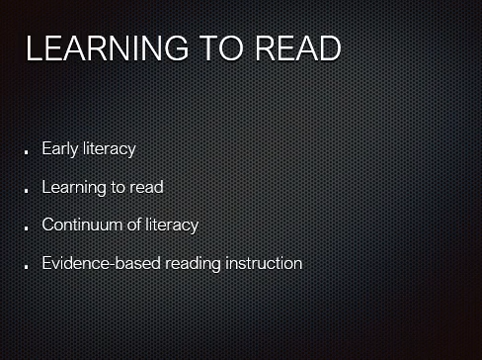 LEARNING TO READ
Early literacy
Learning to read
Continuum of literacy
Evidence-based reading instruction